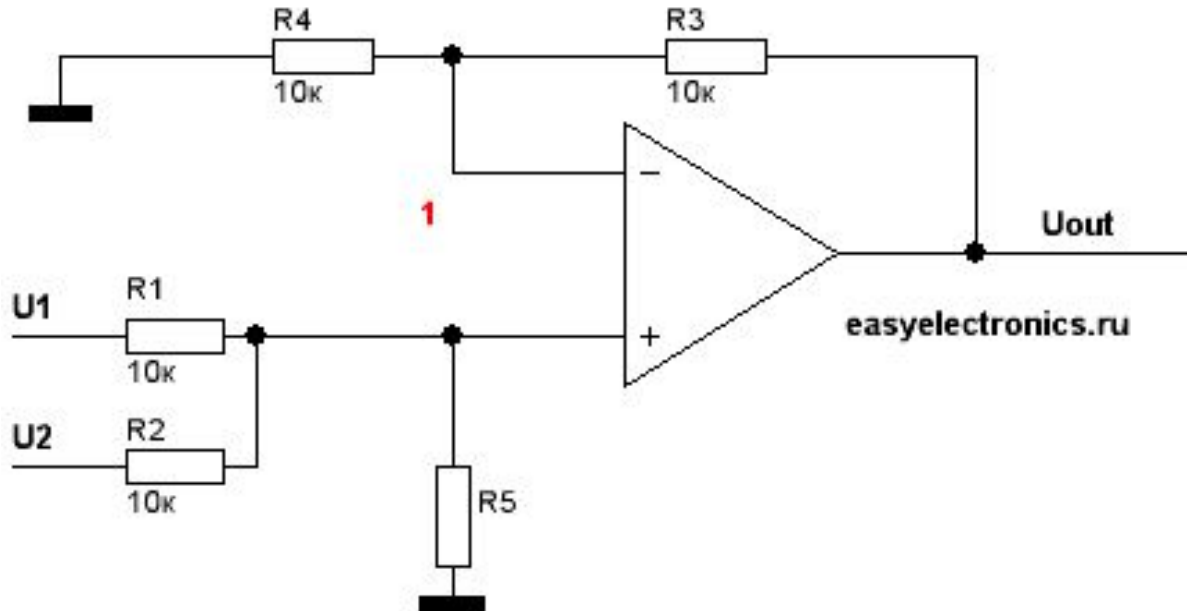 R4
R3
10к
10к
−
1
Uout
U1
R1
+
easyelectronics.ru
10к
U2
R2
10к
R5